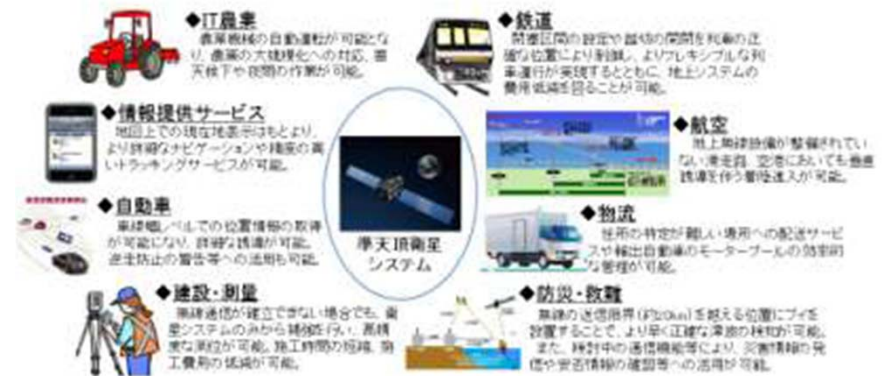 ◆IT農業
農業機械の自動運転が可能とな
り、農業の大規模化への対応、悪
天候下や夜間の作業が可能。
◆情報提供サービス
地図上での現在地表示はもとより、
より詳細なナビゲーションや精度の高
いトラッキングサービスが可能。
◆自動車
車線幅レベルでの位置情報の取得
が可能になり、詳細な誘導が可能。
逆走防止の警告等への活用も可能。
◆建設・測量
無線通信が確立できない場合でも、衛
星システムのみから補強を行い、高精
度な測位が可能。施工時間の短縮、施
工費用の低減が可能。
準天頂衛星
システム
◆鉄道
閉塞区間の設定や踏切の開閉を列車の正
確な位置により制御し、よりフレキシブルな列
車運行が実現するとともに、地上システムの
費用低減を図ることが可能。
◆航空
地上無線設備が整備されてい
ない滑走路、空港においても垂直
誘導を伴う着陸進入が可能。
◆物流
住所の特定が難しい場所への配送サービ
スや輸出自動車のモータープールの効率的
な管理が可能。
◆防災・救難
無線の送信限界(約20km)を越える位置にブイを
設置することで、より早く正確な津波の検知が可能。
また、検討中の通信機能等により、災害情報の発
信や安否情報の確認等への活用が可能。